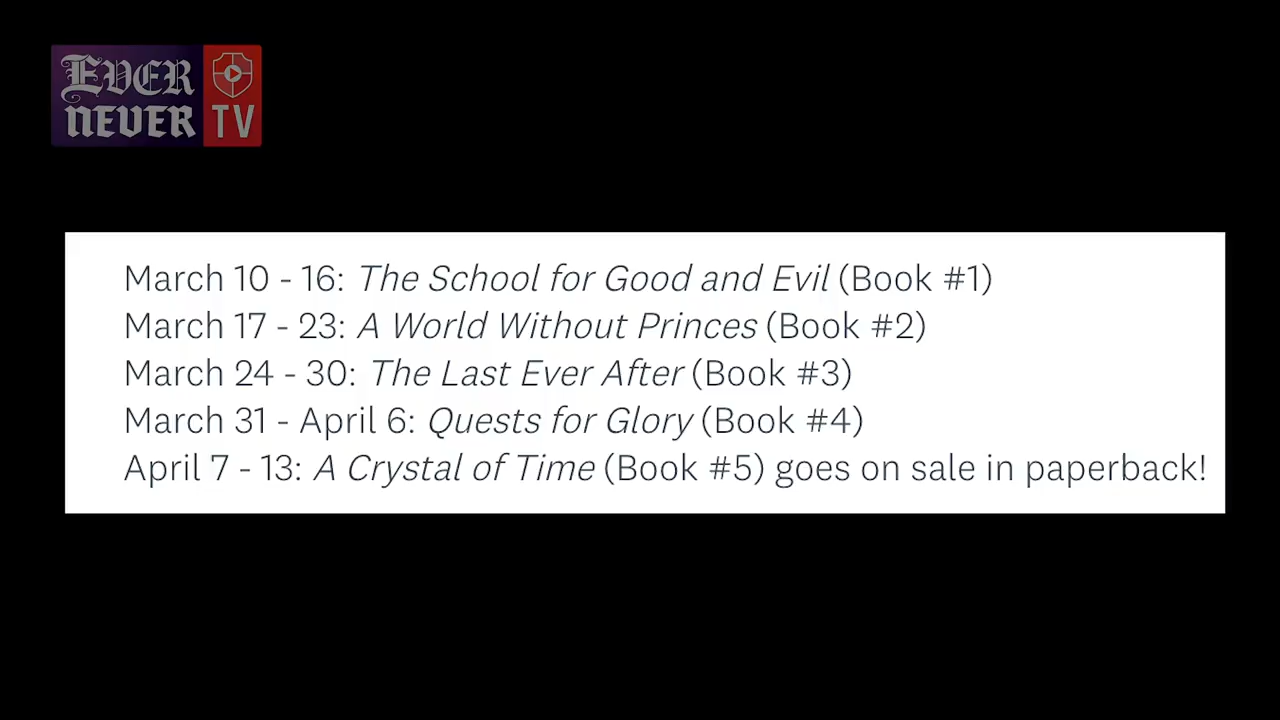 EVER
NEVER
TV
March 10 - 16: The School for Good and Evil (Book #1)
March 17 - 23: A World Without Princes (Book #2)
March 24 - 30: The Last Ever After (Book #3)
March 31 - April 6: Quests for Glory (Book #4)
April 7 - 13: A Crystal of Time (Book #5) goes on sale in paperback!